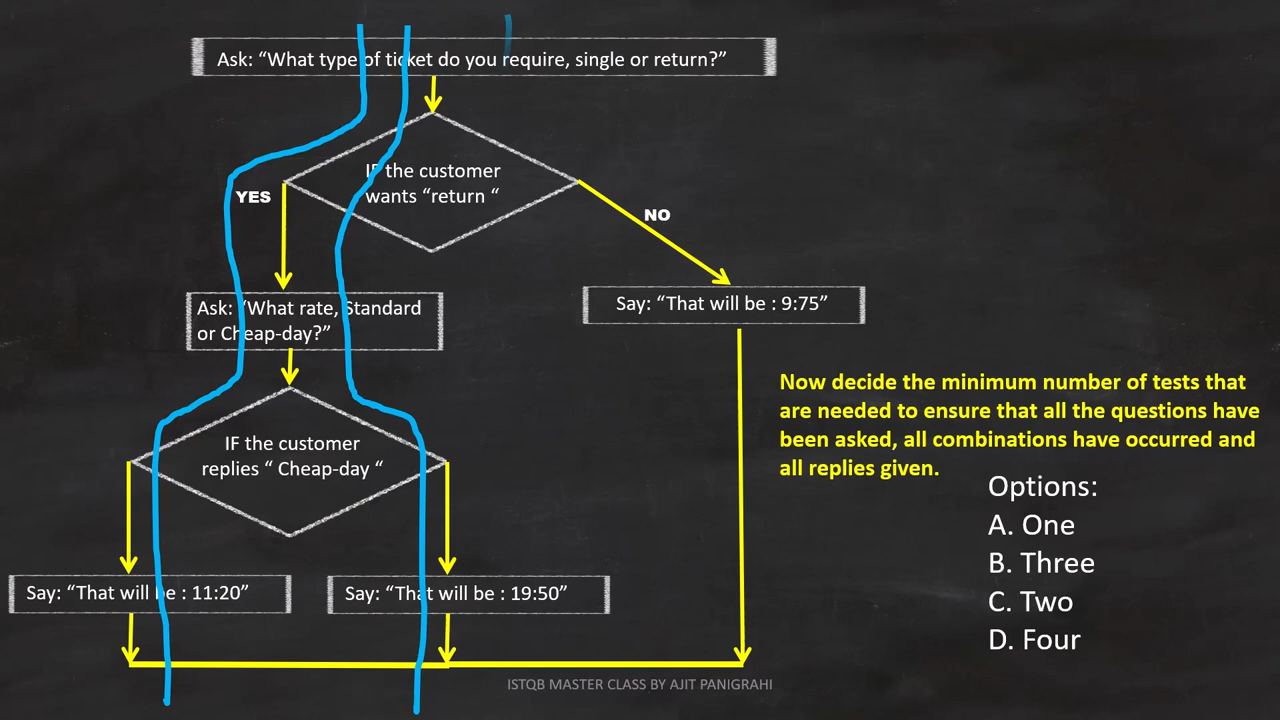 Ask: “What type of ticket do you require, single or return?”
IF the customer
wants “return “
YES
NO
Ask: “What rate, Standard
or Cheap-day?”
Say: “That will be : 9:75”
Now decide the minimum number of tests that
are needed to ensure that all the questions have
been asked, all combinations have occurred and
all replies given.
IF the customer
replies “ Cheap-day “
Options:
A. One
B. Three
C. Two
D. Four
Say: “That will be : 11:20”
Say: “That will be : 19:50”
ISTQB MASTER CLASS BY AJIT PANIGRAHI